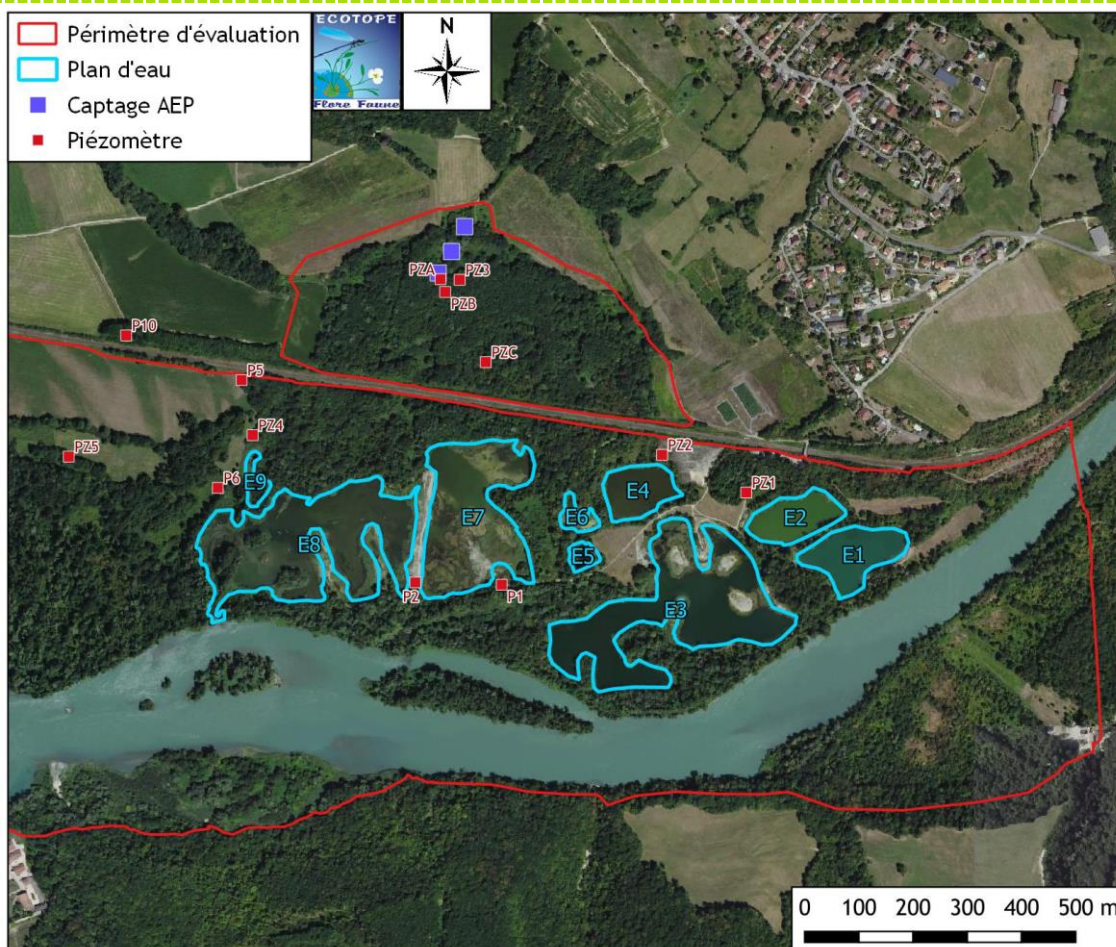 Périmètre d'évaluation
Plan d'eau
Captage AEP
Piézomètre
ECOTOPE
Flore Faune
N
PZA
PZ3
PZB
PZC
P10
P5
PZ4
PZ5
P6
E9
PZ2
PZ1
E4
E7
E6
E2
E8
E5
E1
P2
P1
E3
0 100 200 300 400 500 m